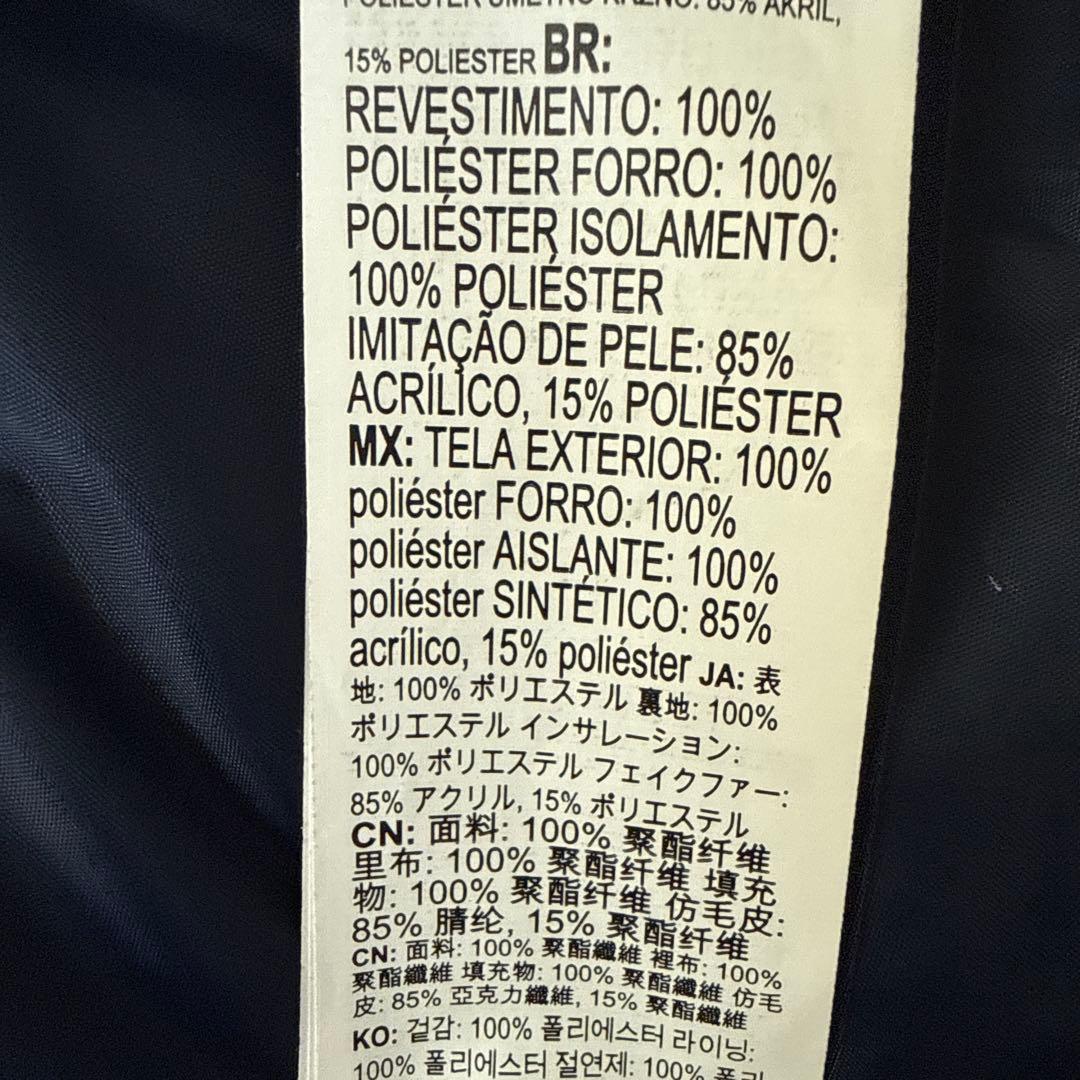 POLIESTER UMETNO KRZNO: 85% AKRIL,
15% POLIESTER BR:
REVESTIMENTO: 100%
POLIÉSTER FORRO: 100%
POLIÉSTER ISOLAMENTO:
100% POLIÉSTER
IMITAÇÃO DE PELE: 85%
ACRÍLICO, 15% POLIÉSTER
MX: TELA EXTERIOR: 100%
poliéster FORRO: 100%
poliéster AISLANTE: 100%
poliéster SINTÉTICO: 85%
acrílico, 15% poliéster JA: 表
地: 100% ポリエステル 裏地: 100%
ポリエステル インサレーション:
100% ポリエステル フェイクファー:
85% アクリル, 15% ポリエステル
CN: 面料: 100% 聚酯纤维
里布: 100% 聚酯纤维 填充
物: 100% 聚酯纤维 仿毛皮:
85% 腈纶, 15% 聚酯纤维
CN: 面料: 100% 聚酯纖維 裡布: 100%
聚酯纖維 填充物: 100% 聚酯纖維 仿毛
皮: 85% 亞克力纖維, 15% 聚酯纖維
KO: 겉감: 100% 폴리에스터 라이닝:
100% 폴리에스터 절연제: 100% 폴리